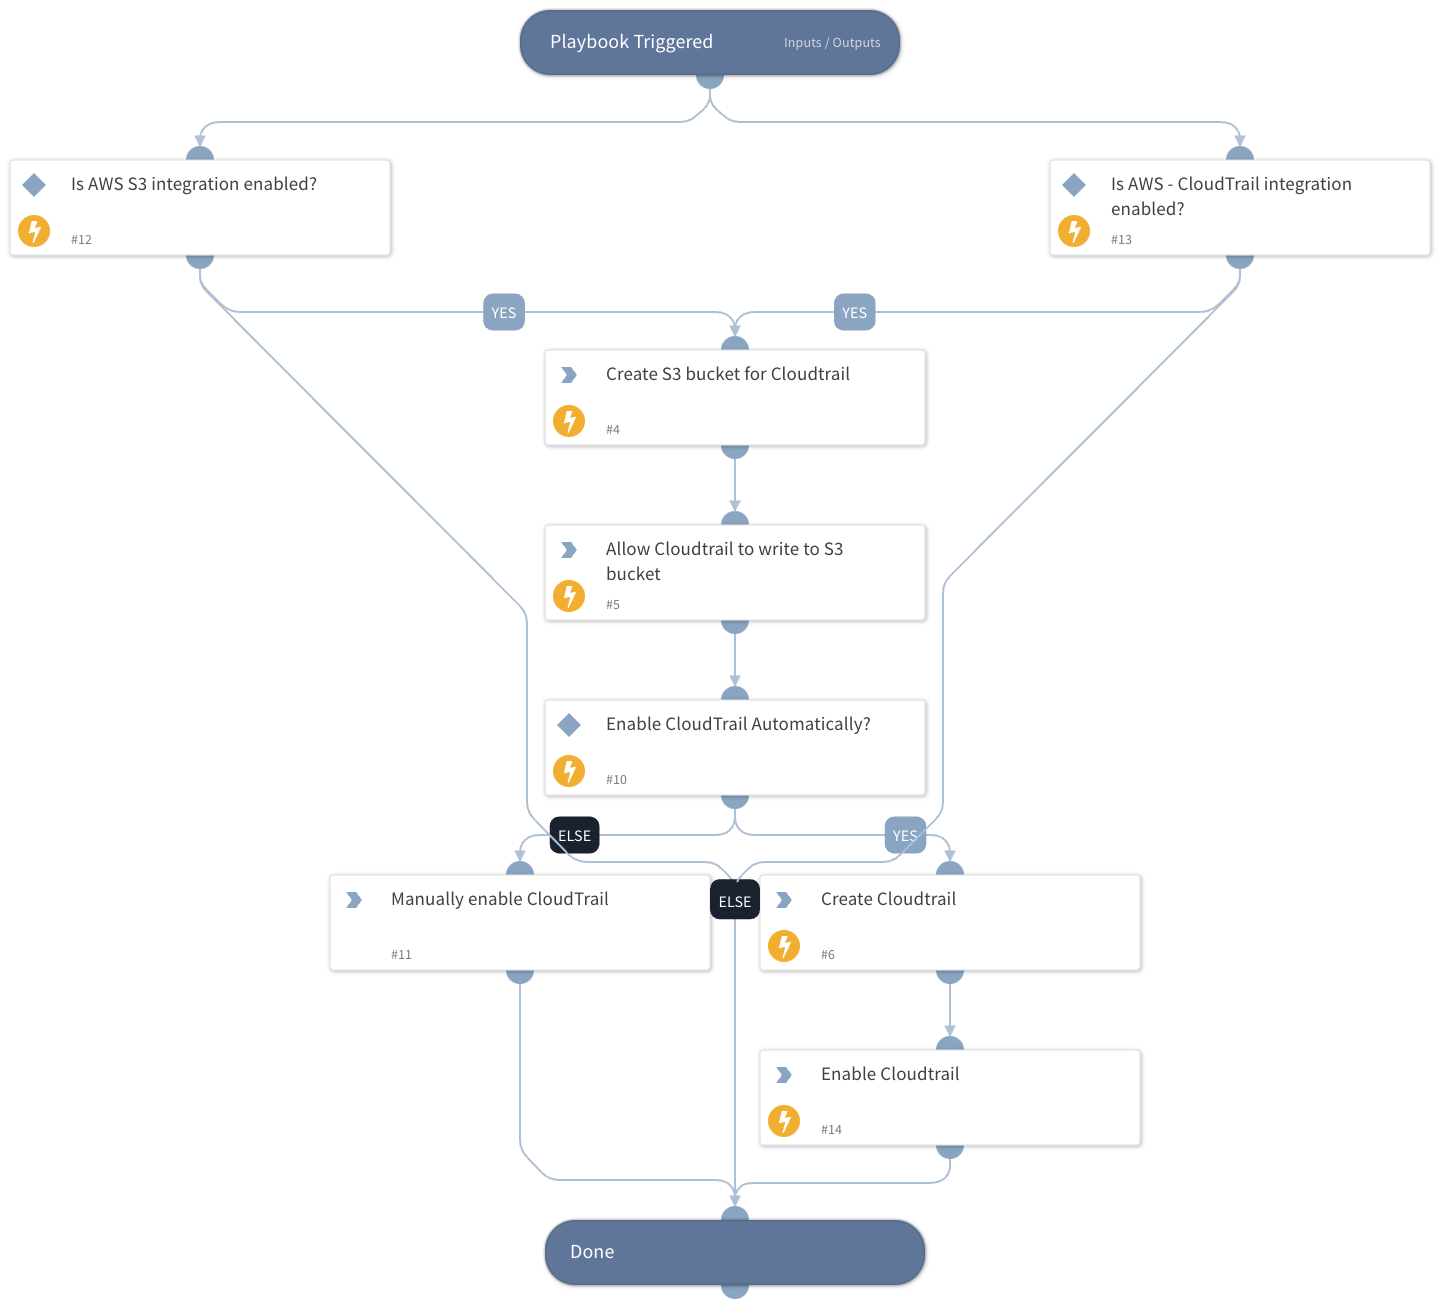 Playbook Triggered
Inputs / Outputs
Is AWS S3 integration enabled?
#12
Is AWS - CloudTrail integration
enabled?
#13
YES
YES
Create S3 bucket for Cloudtrail
#4
Allow Cloudtrail to write to S3
bucket
#5
Enable CloudTrail Automatically?
#10
ELSE
YES
Manually enable CloudTrail
#11
ELSE
Create Cloudtrail
#6
Enable Cloudtrail
#14
Done